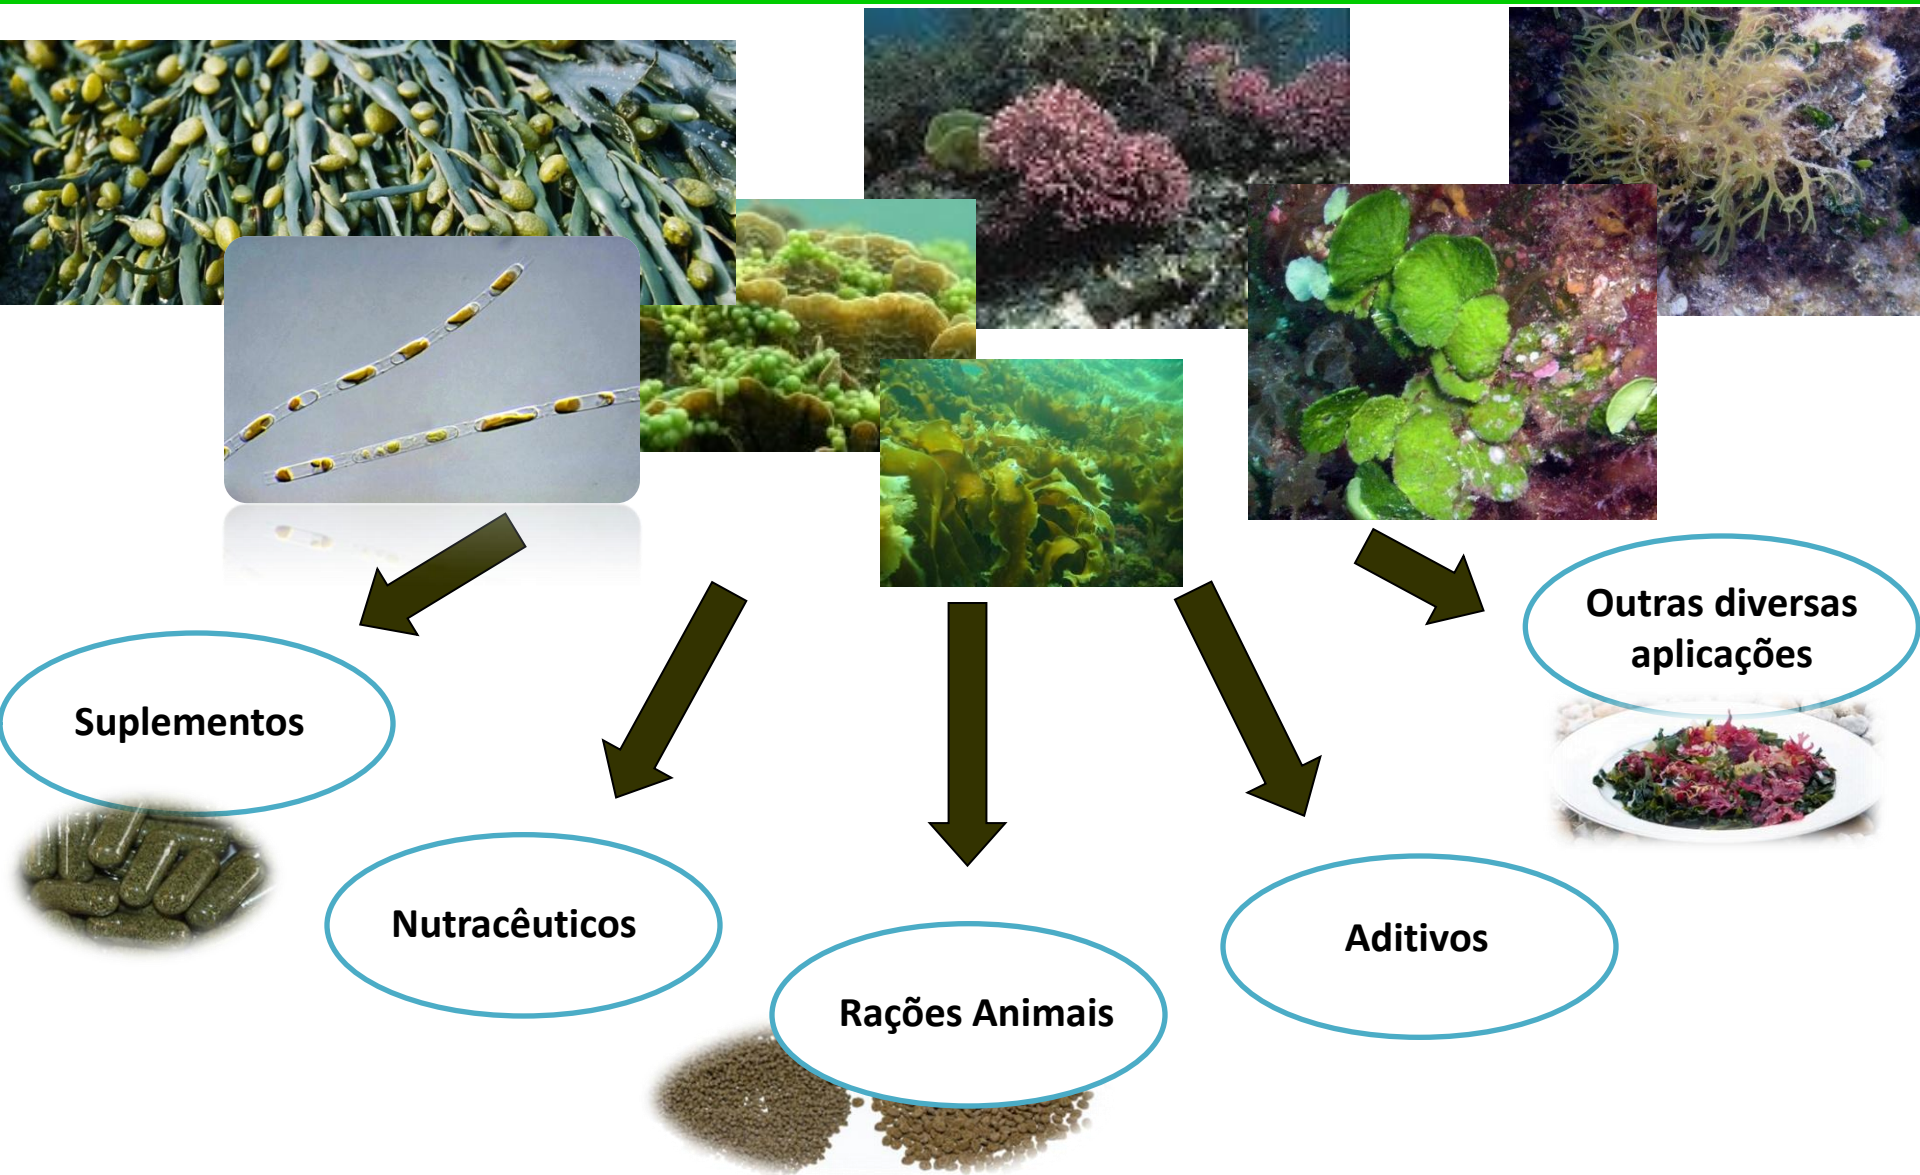 Outras diversas
aplicações
Suplementos
Nutracêuticos
Aditivos
Rações Animais